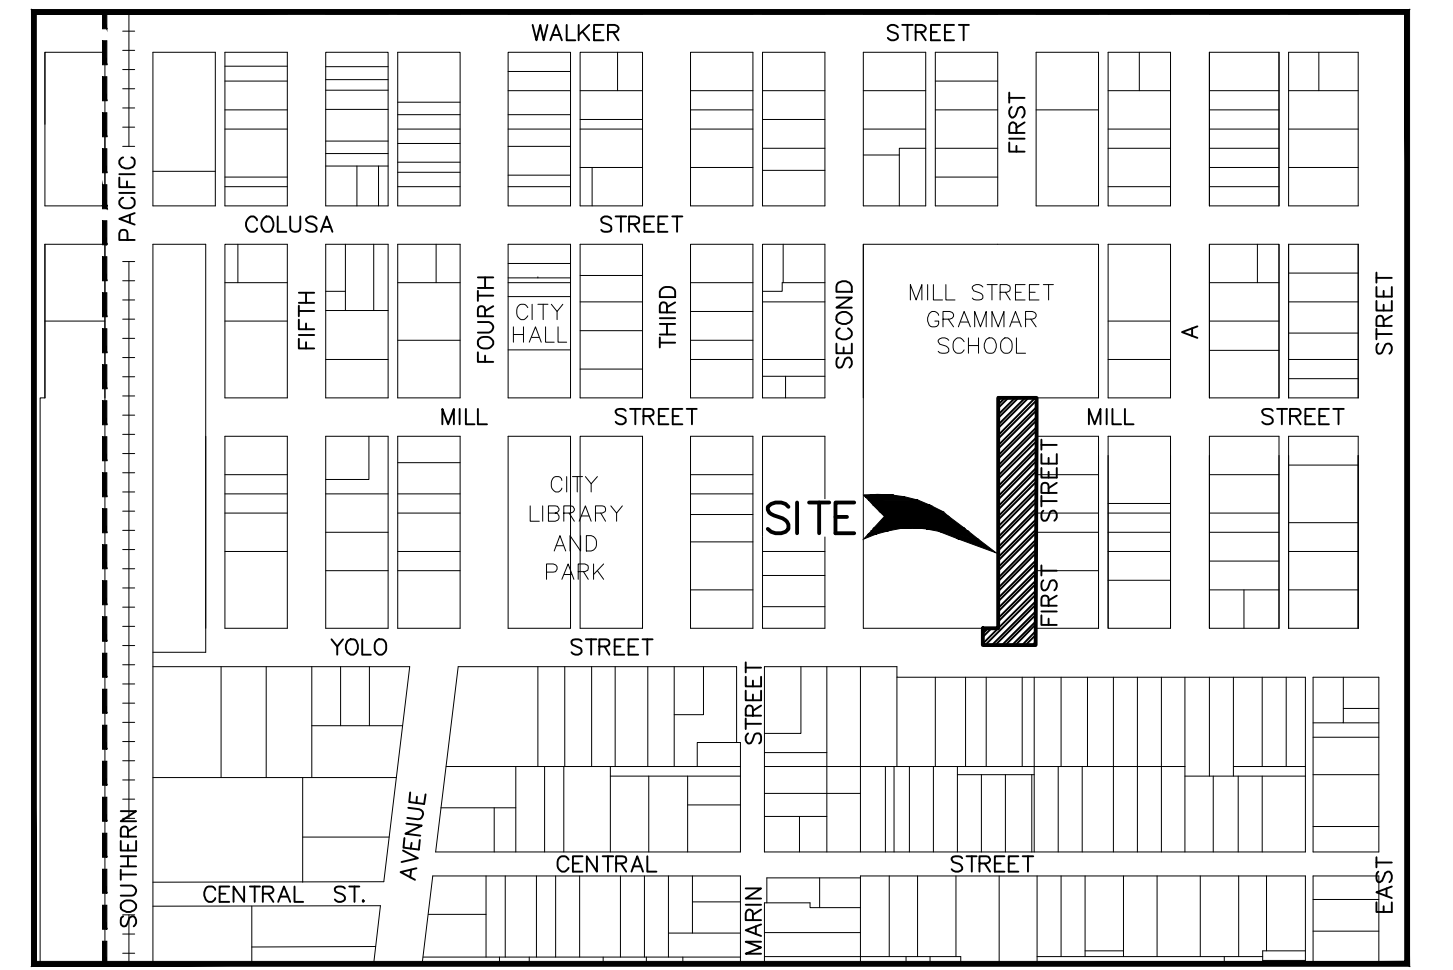 WALKER STREET
FIRST
PACIFIC
COLUSA STREET
FIFTH
FOURTH
CITY
HALL
THIRD
SECOND
MILL STREET
GRAMMAR
SCHOOL
A
STREET
MILL STREET
MILL STREET
CITY
LIBRARY
AND
PARK
SITE
FIRST STREET
YOLO STREET
STREET
AVENUE
SOUTHERN
CENTRAL STREET
CENTRAL ST.
MARIN
EAST